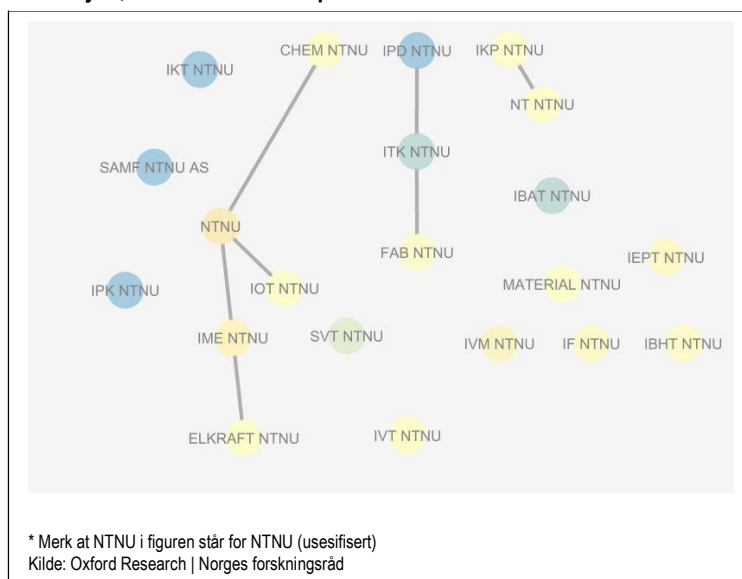 CHEM NTNU
IPD NTNU
IKP NTNU
IKT NTNU
NT NTNU
ITK NTNU
SAMF NTNU AS
IBAT NTNU
NTNU
FAB NTNU
IEPT NTNU
IPK NTNU
IOT NTNU
MATERIAL NTNU
IME NTNU
SVT NTNU
IVM NTNU
IF NTNU
IBHT NTNU
ELKRAFT NTNU
IVT NTNU
* Merk at NTNU i figuren står for NTNU (usesifisert)
Kilde: Oxford Research | Norges forskningsråd